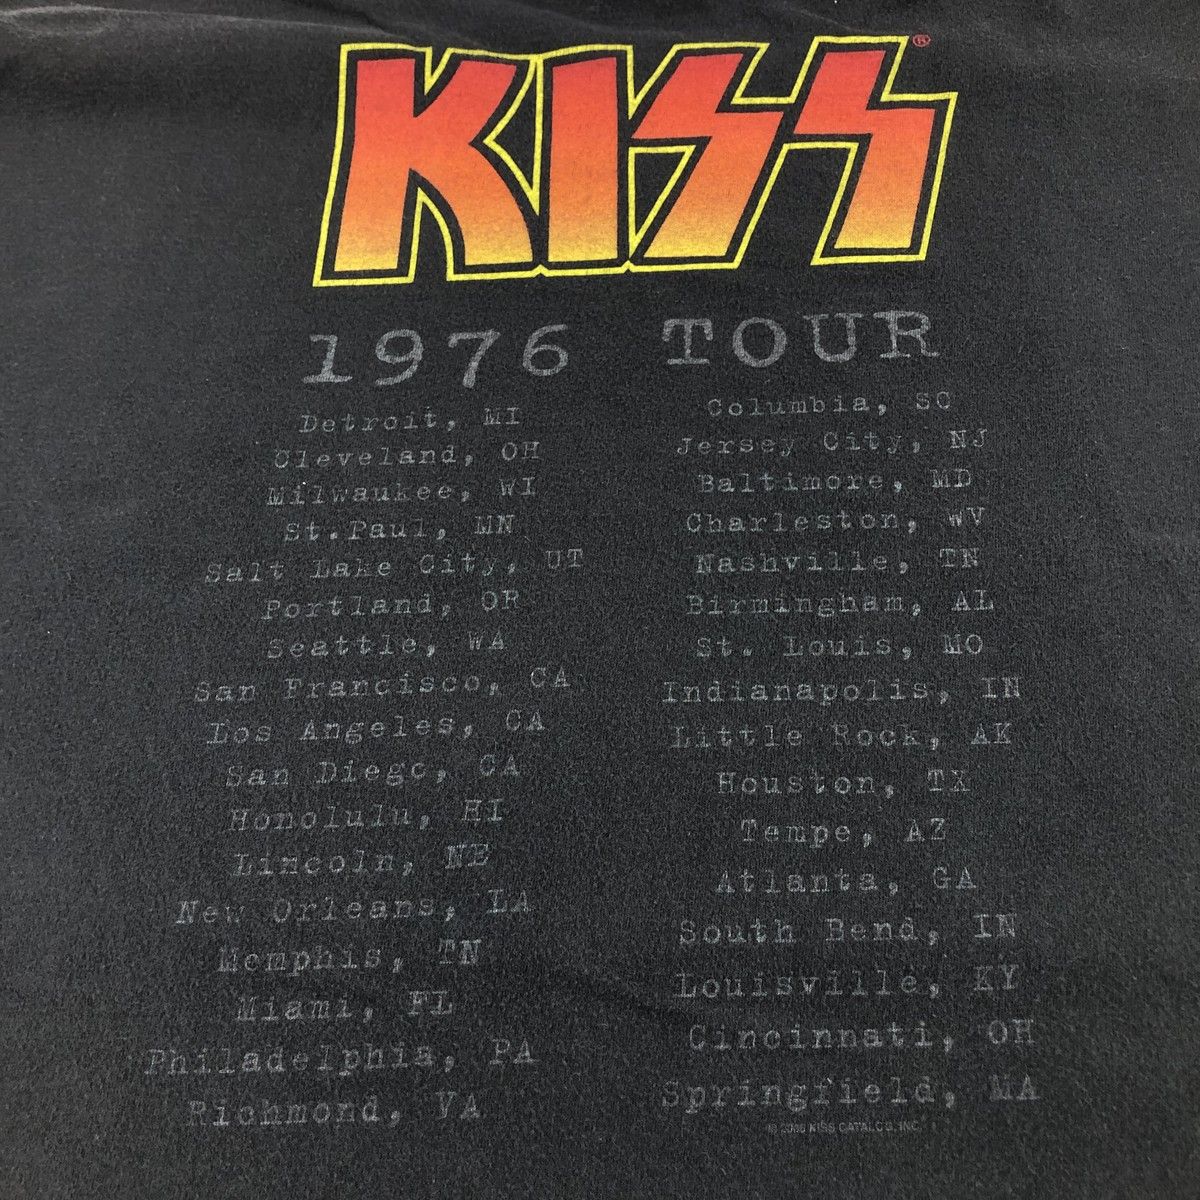 KISS®
1976 TOUR
Detroit, MI
Cleveland, OH
Milwaukee, WI
St.Paul, MN
Salt Lake City, UT
Portland, OR
Seattle, WA
San Francisco, CA
Los Angeles, CA
San Diego, CA
Honolulu, HI
Lincoln, NE
New Orleans, LA
Memphis, TN
Miami, FL
Philadelphia, PA
Richmond, VA
Columbia, SC
Jersey City, NJ
Baltimore, MD
Charleston, WV
Nashville, TN
Birmingham, AL
St. Louis, MO
Indianapolis, IN
Little Rock, AK
Houston, TX
Tempe, AZ
Atlanta, GA
South Bend, IN
Louisville, KY
Cincinnati, OH
Springfield, MA
KISS CATALOG, INC.